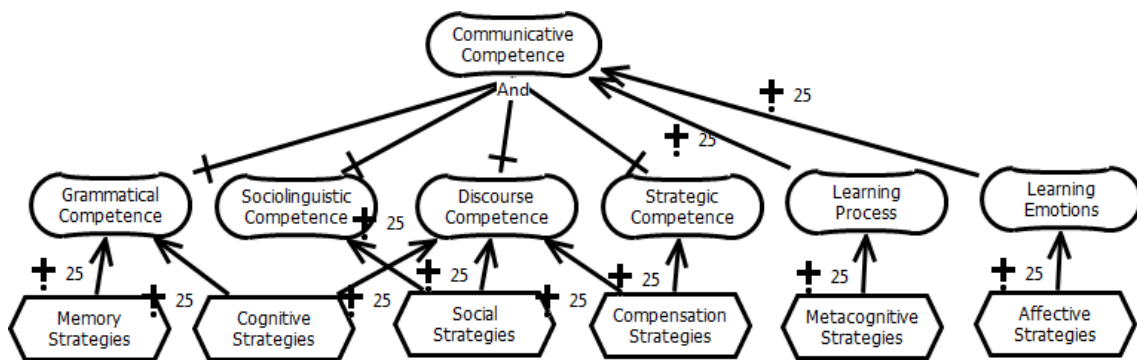 Communicative
Competence
And
25
25
Grammatical
Competence
Sociolinguistic
Competence
Discourse
Competence
Strategic
Competence
Learning
Process
Learning
Emotions
25
25
25
25
25
25
25
25
25
Memory
Strategies
Cognitive
Strategies
Social
Strategies
Compensation
Strategies
Metacognitive
Strategies
Affective
Strategies